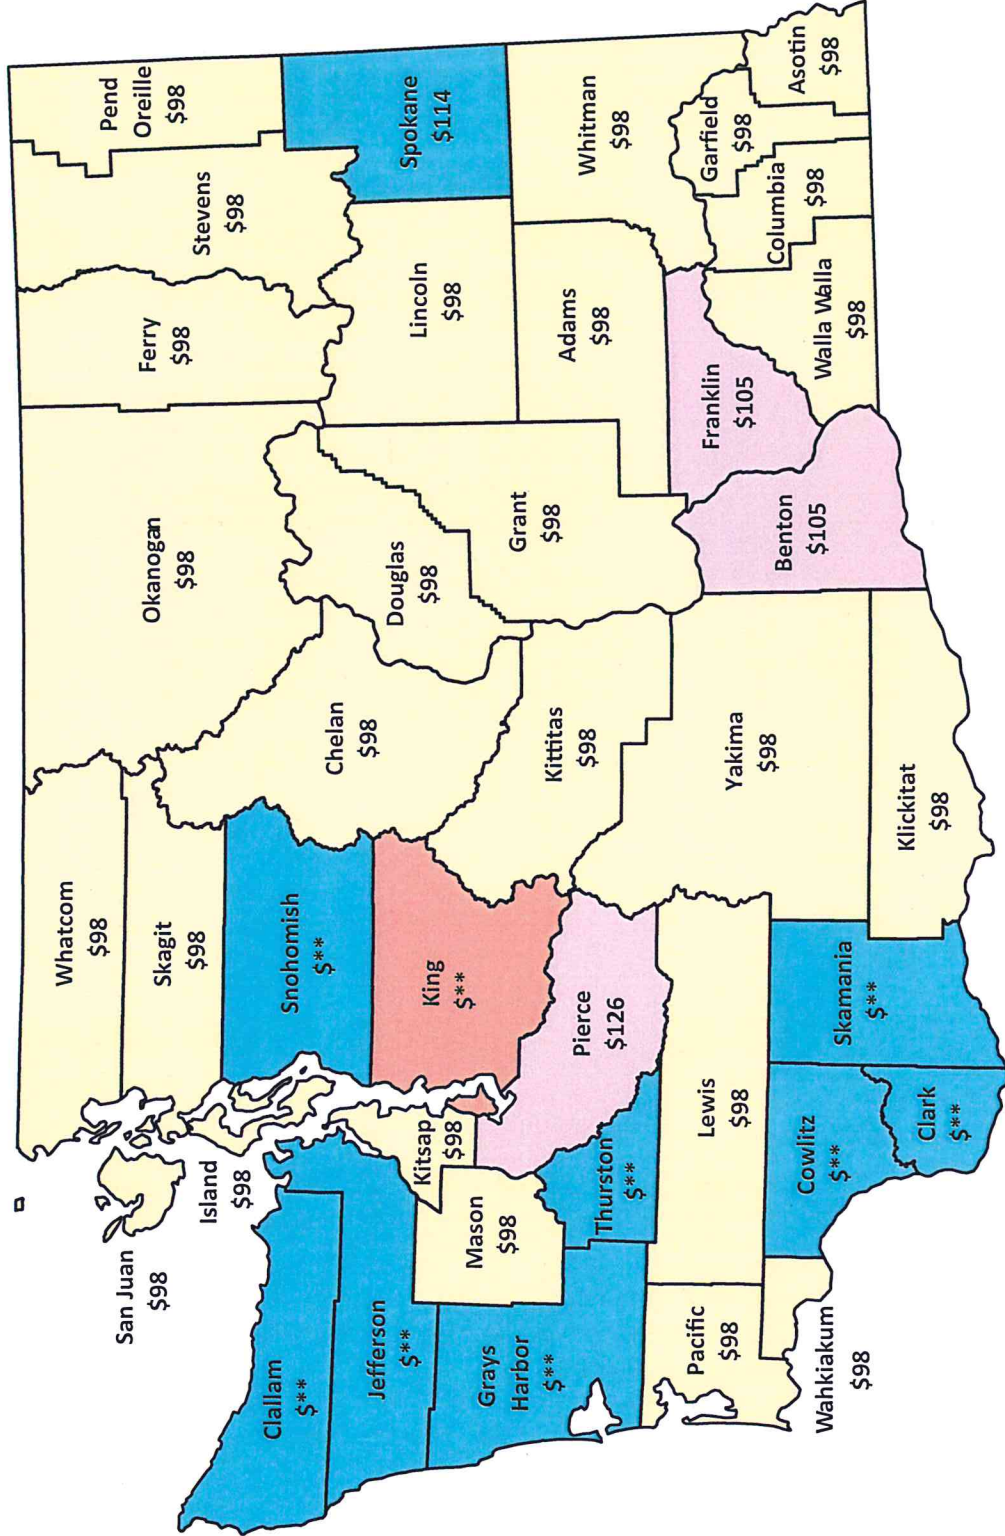 Whatcom
$98
San Juan
$98
Skagit
$98
Island
$98
Okanogan
$98
Ferry
$98
Stevens
$98
Pend
Oreille
$98
Clallam
$**
Snohomish
$**
Chelan
$98
Jefferson
$**
Kitsap
$98
King
$**
Douglas
$98
Lincoln
$98
Spokane
$114
Grays
Harbor
$**
Mason
$98
Kittitas
$98
Grant
$98
Adams
$98
Whitman
$98
Thurston
$**
Pierce
$126
Pacific
$98
Lewis
$98
Yakima
$98
Franklin
$105
Benton
$105
Garfield
$98
Columbia
$98
Asotin
$98
Walla Walla
$98
Wahkiakum
$98
Cowlitz
$**
Skamania
$**
Klickitat
$98
Clark
$**